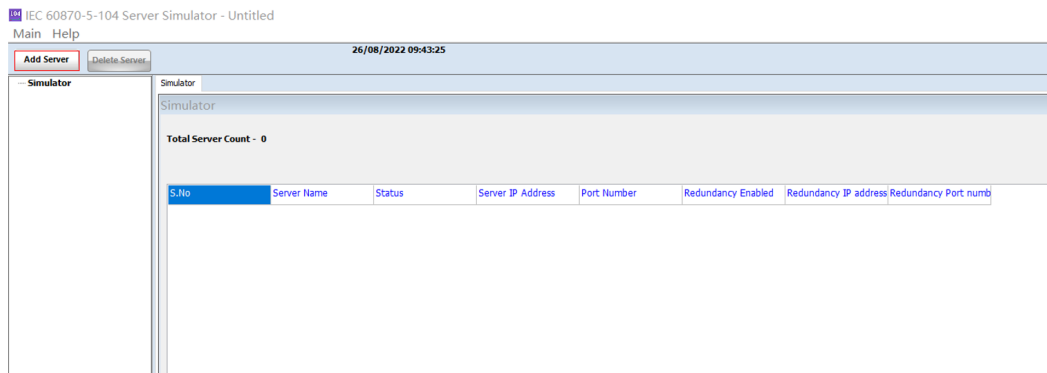 104 IEC 60870-5-104 Server Simulator - Untitled
Main Help
Add Server Delete Server 26/08/2022 09:43:25
Simulator
Simulator
Simulator
Total Server Count - 0
S.No Server Name Status Server IP Address Port Number Redundancy Enabled Redundancy IP address Redundancy Port numb